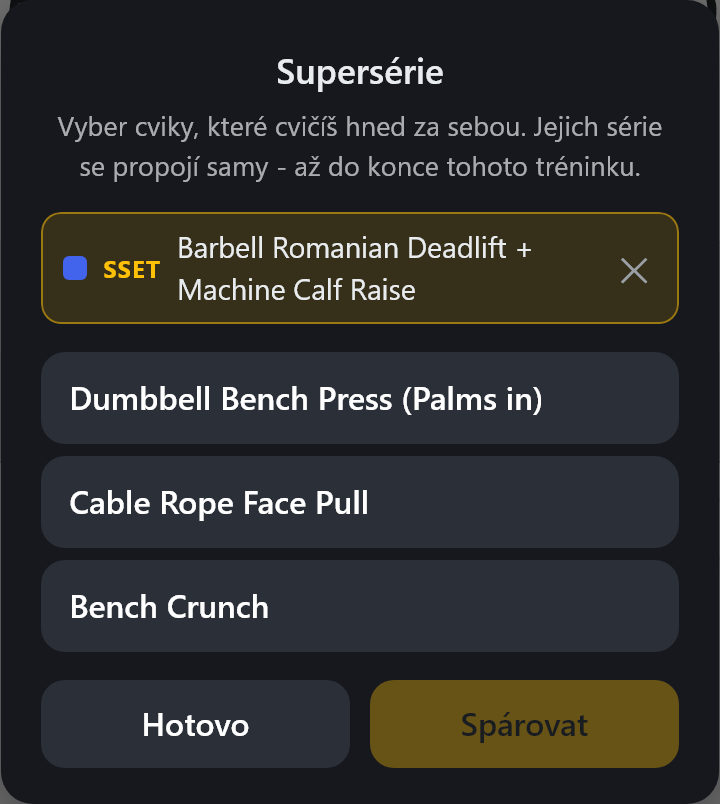 Supersérie
Vyber cviky, které cvičíš hned za sebou. Jejich série
se propojí samy - až do konce tohoto tréninku.
SSET
Barbell Romanian Deadlift +
Machine Calf Raise
Dumbbell Bench Press (Palms in)
Cable Rope Face Pull
Bench Crunch
Hotovo
Spárovat